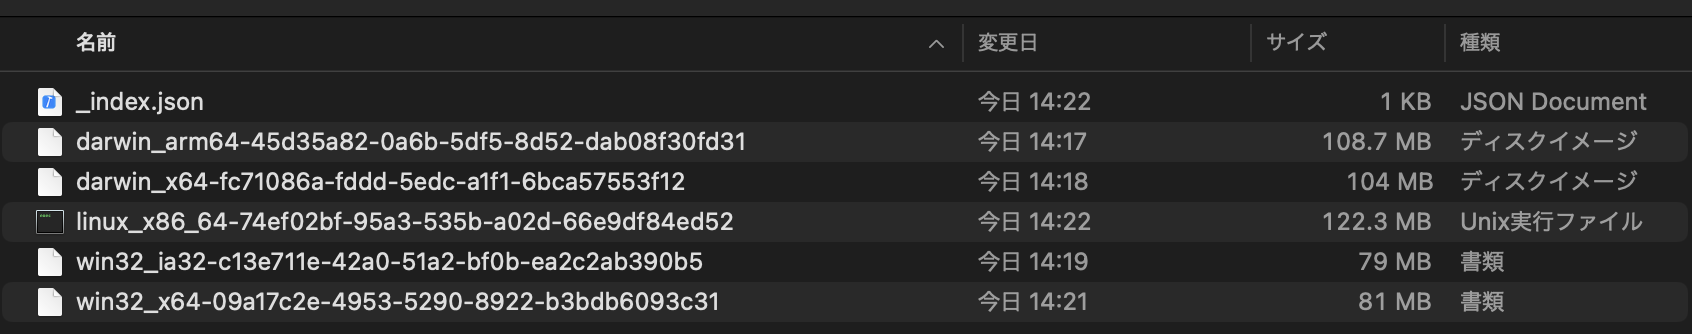 名前 変更日 サイズ 種類
_index.json 今日 14:22 1 KB JSON Document
darwin_arm64-45d35a82-0a6b-5df5-8d52-dab08f30fd31 今日 14:17 108.7 MB ディスクイメージ
darwin_x64-fc71086a-fddd-5edc-a1f1-6bca57553f12 今日 14:18 104 MB ディスクイメージ
linux_x86_64-74ef02bf-95a3-535b-a02d-66e9df84ed52 今日 14:22 122.3 MB Unix実行ファイル
win32_ia32-c13e711e-42a0-51a2-bf0b-ea2c2ab390b5 今日 14:19 79 MB 書類
win32_x64-09a17c2e-4953-5290-8922-b3bdb6093c31 今日 14:21 81 MB 書類